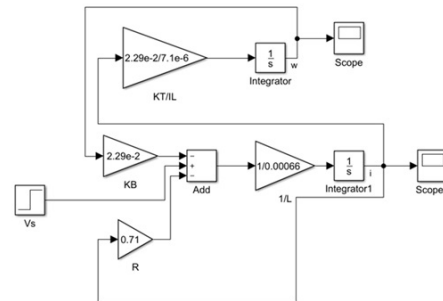 2.29e-2/7.1e-6
KT/IL
1
s
w
Integrator
Scope
2.29e-2
KB
−
+
−
Add
1/0.00066
1/L
1
s
i
Integrator1
Scope
Vs
0.71
R